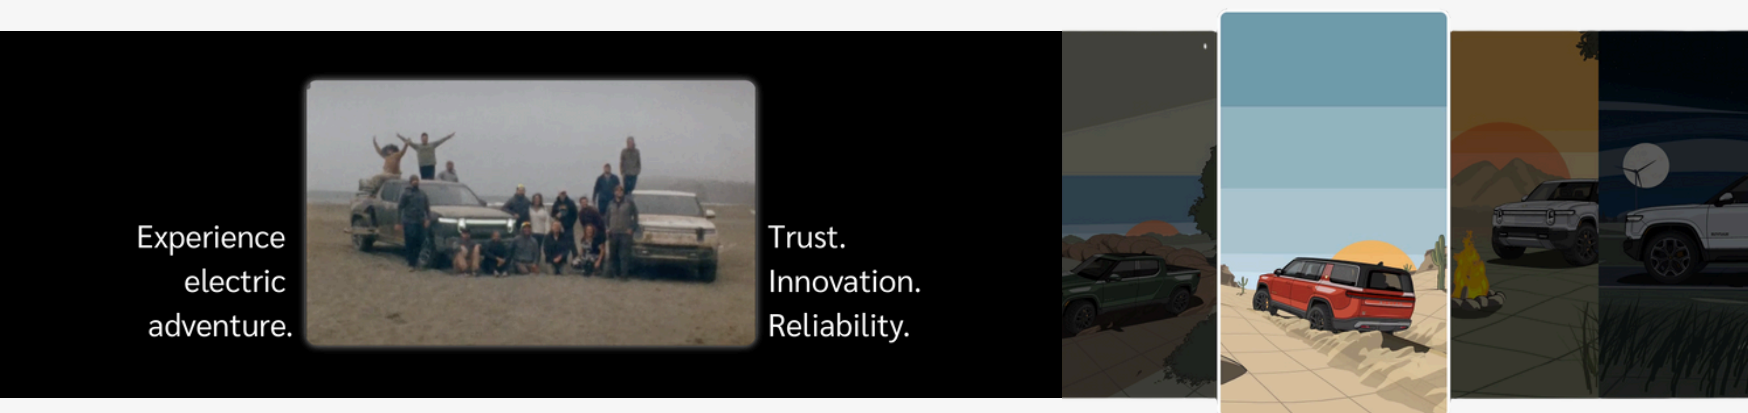 Experience
electric
adventure.
Trust.
Innovation.
Reliability.